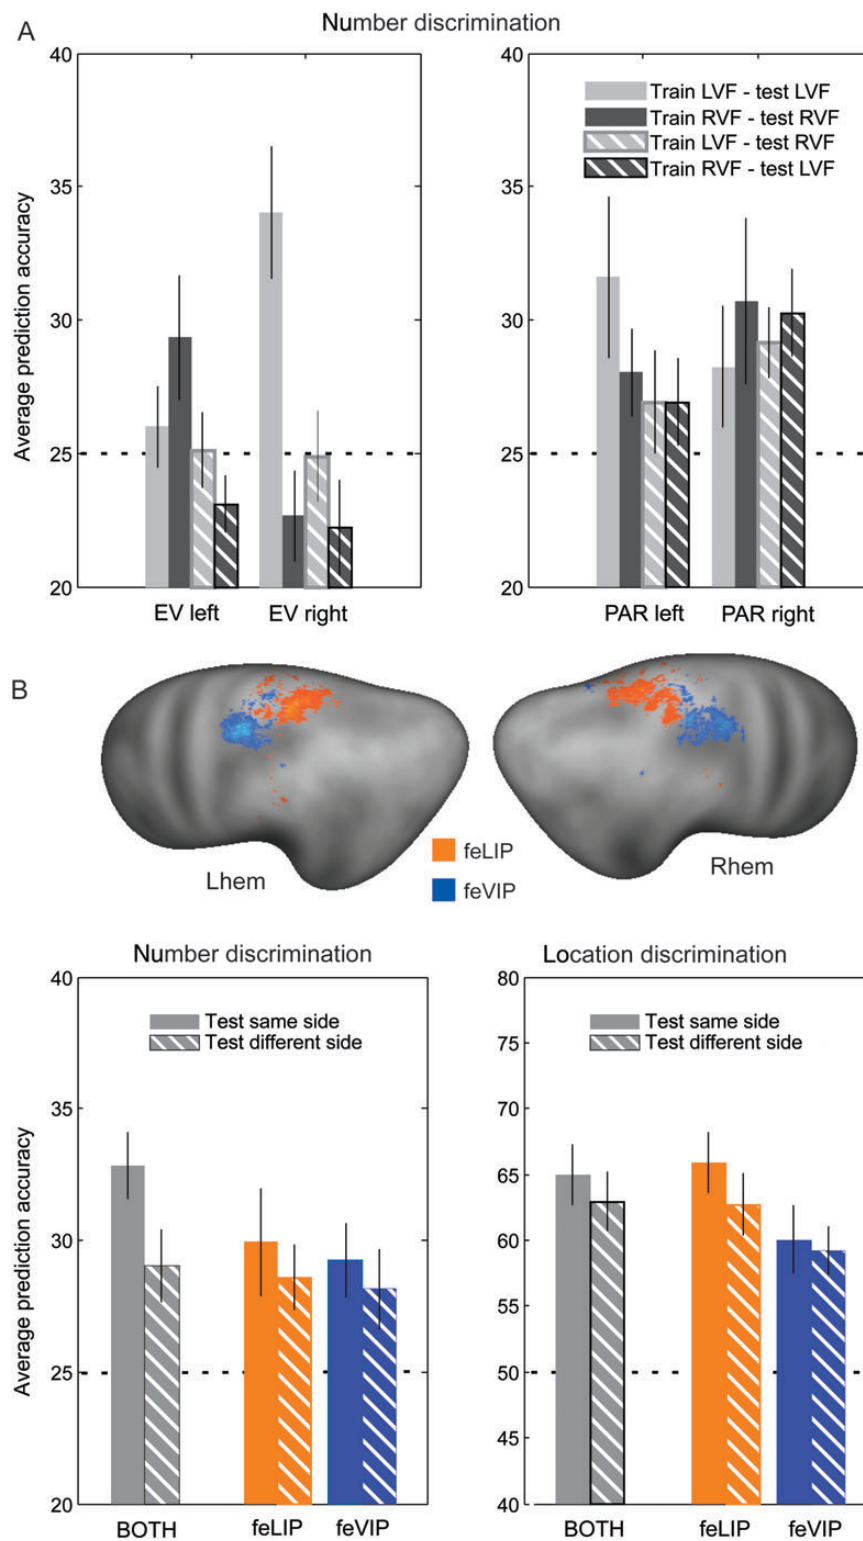 A
Number discrimination
40
35
30
25
20
Average prediction accuracy
EV left
EV right
40
35
30
25
20
Train LVF - test LVF
Train RVF - test RVF
Train LVF - test RVF
Train RVF - test LVF
PAR left
PAR right
B
Lhem
Rhem
feLIP
feVIP
Number discrimination
40
35
30
25
20
Average prediction accuracy
Test same side
Test different side
BOTH
feLIP
feVIP
Location discrimination
80
75
70
65
60
55
50
45
40
Test same side
Test different side
BOTH
feLIP
feVIP